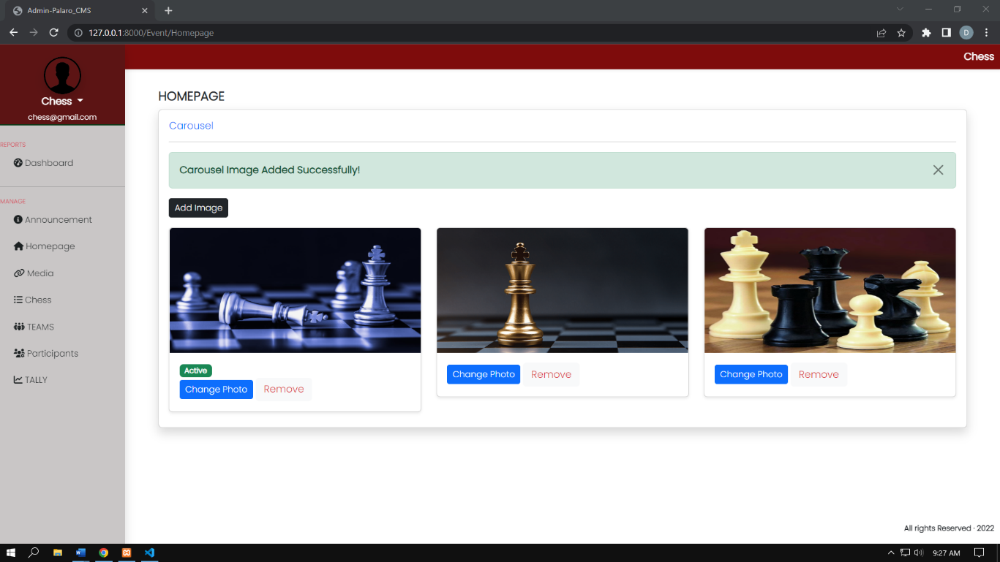 Admin-Palaro_CMS
127.0.0.1:8000/Event/Homepage
D
Chess
Chess
chess@gmail.com
REPORTS
Dashboard
MANAGE
Announcement
Homepage
Media
Chess
TEAMS
Participants
TALLY
HOMEPAGE
Carousel
Carousel Image Added Successfully!
Add Image
Active
Change Photo Remove
Change Photo Remove
Change Photo Remove
All rights Reserved · 2022
9:27 AM